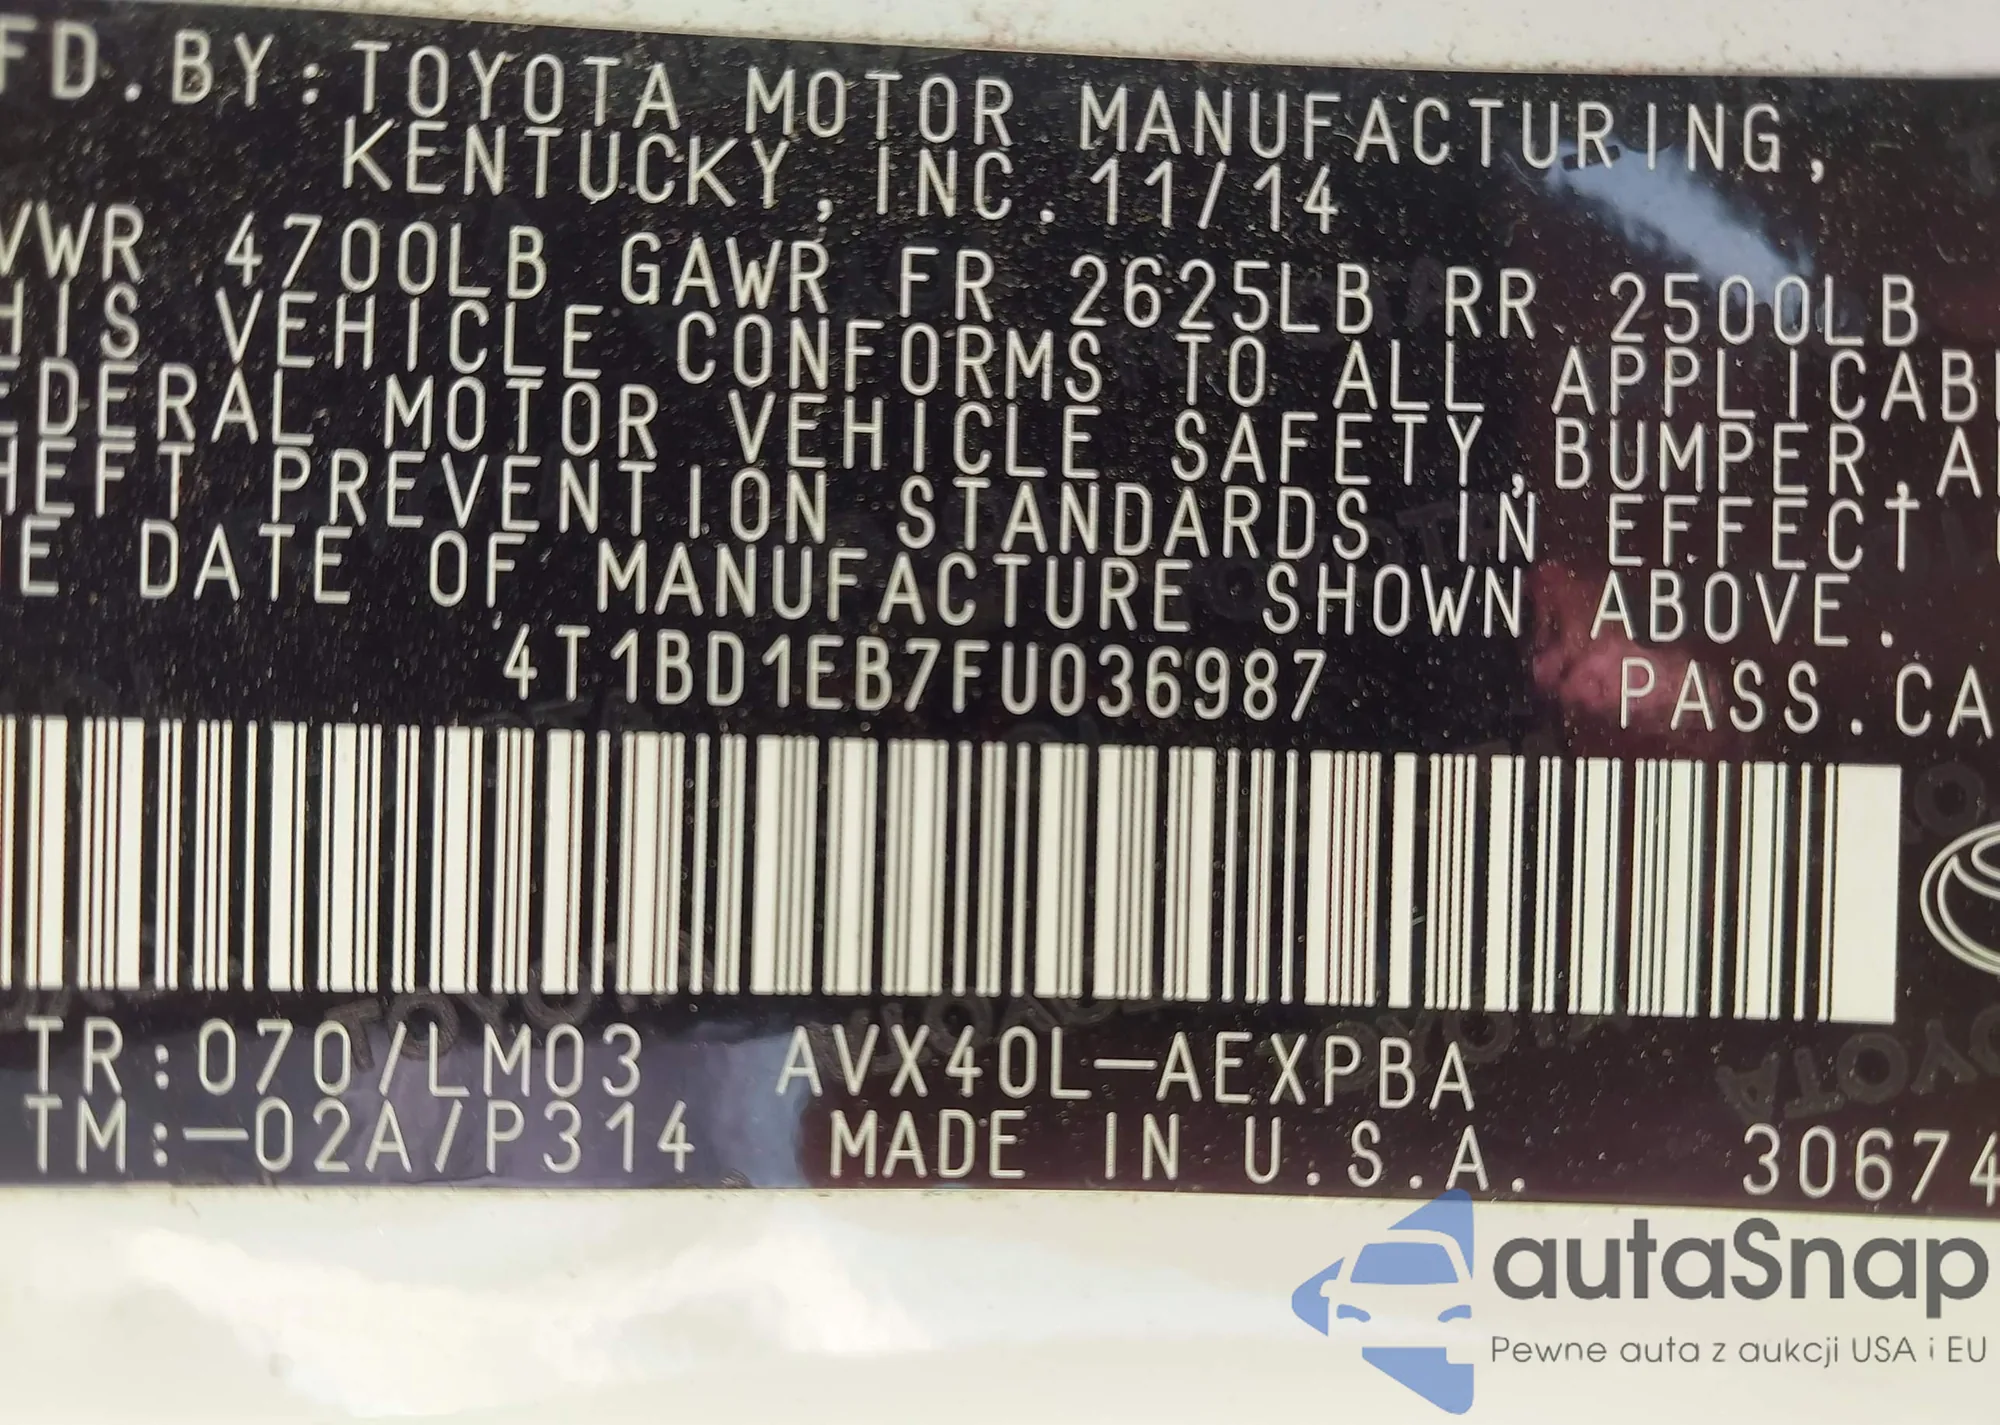 FD.BY:TOYOTA MOTOR MANUFACTURING,
KENTUCKY, INC. 11/14
VWR 4700LB GAWR FR 2625LB RR 2500LB
HIS VEHICLE CONFORMS TO ALL APPLICABL
EDERAL MOTOR VEHICLE SAFETY,BUMPER,A
HEFT PREVENTION STANDARDS IN EFFECT
E DATE OF MANUFACTURE SHOWN ABOVE.
4T1BD1EB7FU036987 PASS.CA
TR:070/LM03 AVX40L-AEXPBA
TM:-02A/P314 MADE IN U.S.A. 30674
autaSnap
Pewne auta z aukcji USA i EU